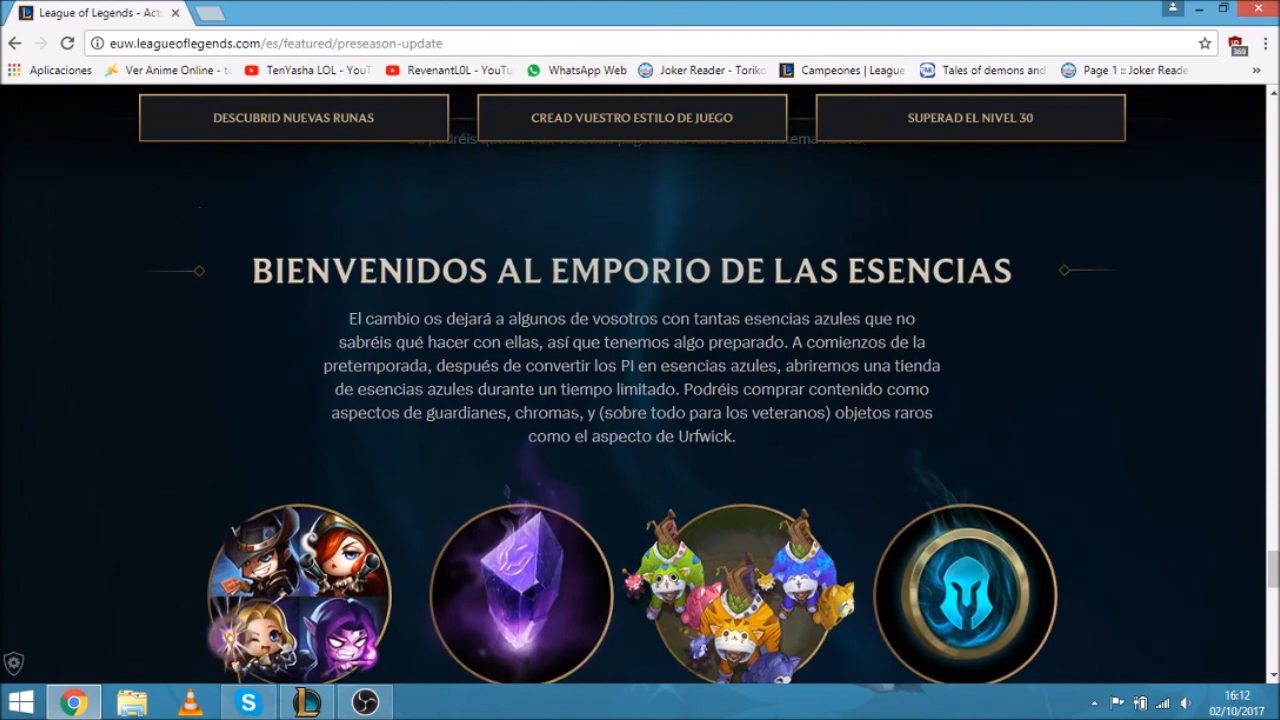 League of Legends - Act
euw.leagueoflegends.com/es/featured/preseason-update
369
Aplicaciones
Ver Anime Online - to
TenYasha LOL - YouT
RevenantL0L - YouTu
WhatsApp Web
Joker Reader - Toriko
Campeones | League
Tales of demons and
Page 1 :: Joker Reade
DESCUBRID NUEVAS RUNAS
CREAD VUESTRO ESTILO DE JUEGO
SUPERAD EL NIVEL 30
BIENVENIDOS AL EMPORIO DE LAS ESENCIAS
El cambio os dejará a algunos de vosotros con tantas esencias azules que no
sabréis qué hacer con ellas, así que tenemos algo preparado. A comienzos de la
pretemporada, después de convertir los PI en esencias azules, abriremos una tienda
de esencias azules durante un tiempo limitado. Podréis comprar contenido como
aspectos de guardianes, chromas, y (sobre todo para los veteranos) objetos raros
como el aspecto de Urfwick.
16:12
02/10/2017